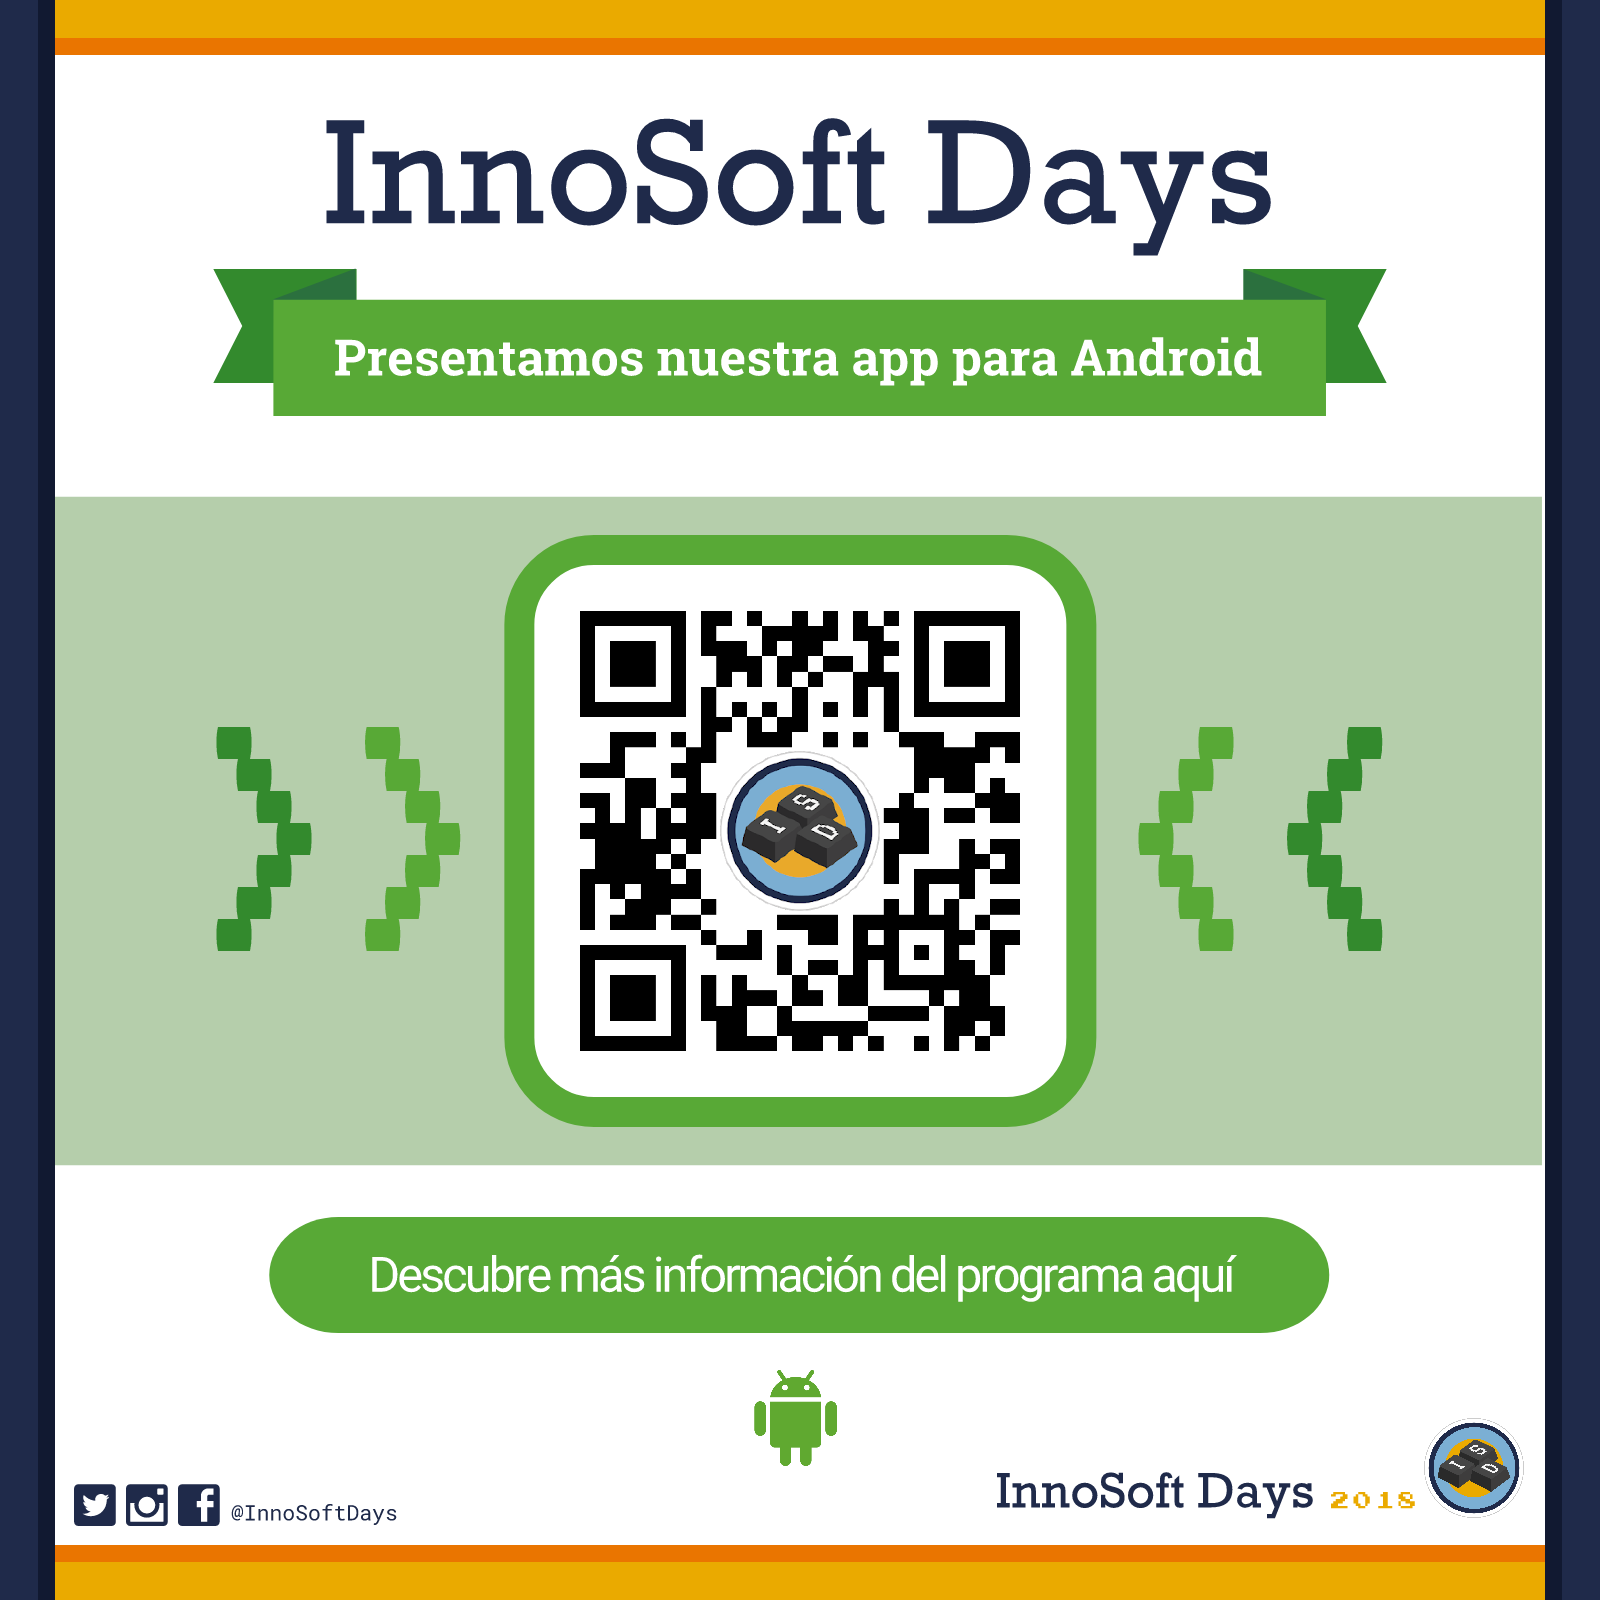 InnoSoft Days
Presentamos nuestra app para Android
I S D
Descubre más información del programa aquí
@InnoSoftDays
InnoSoft Days 2018
I S D